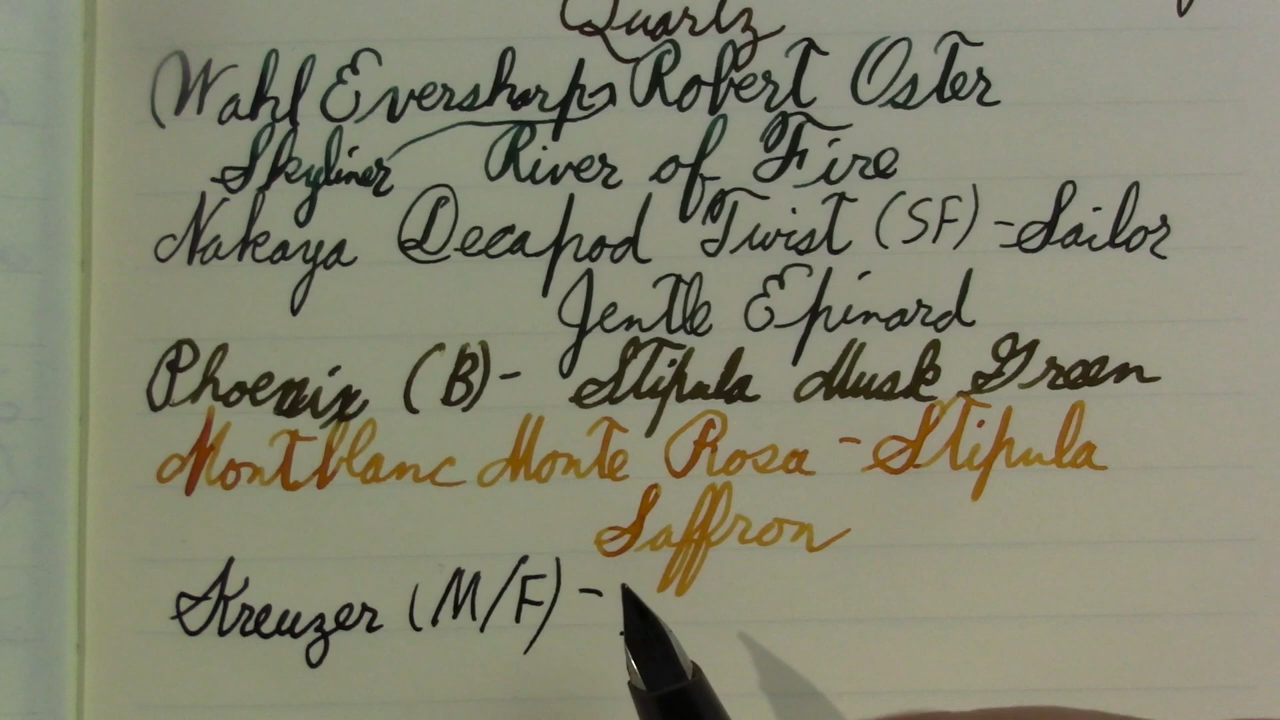 Quartz
Wahl Eversharp Robert Oster
Skyliner River of Fire
Nakaya Decapod Twist (SF) - Sailor
Jentle Epinard
Phoenix (B) - Stipula Musk Green
Montblanc Monte Rosa - Stipula
Saffron
Kreuzer (M/F) -